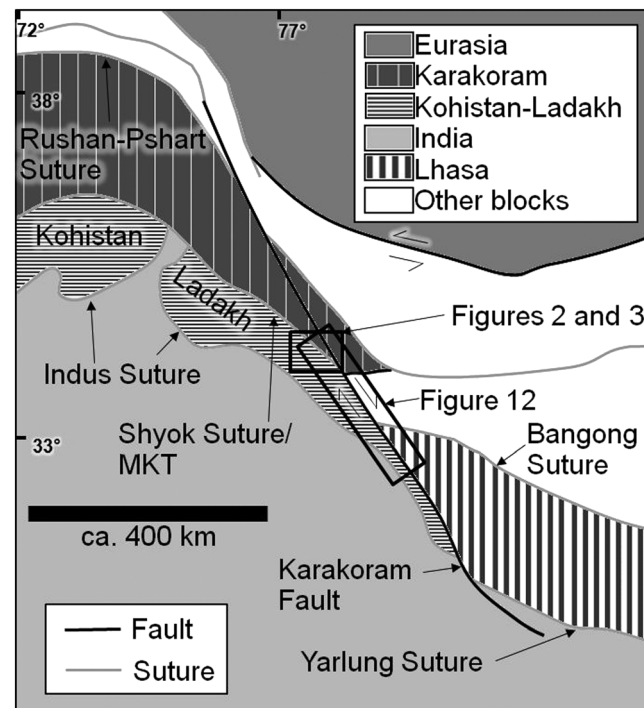 72°
77°
38°
33°
Eurasia
Karakoram
Kohistan-Ladakh
India
Lhasa
Other blocks
Rushan-Pshart
Suture
Kohistan
Ladakh
Figures 2 and 3
Indus Suture
Figure 12
Shyok Suture/
MKT
Bangong
Suture
ca. 400 km
Karakoram
Fault
Fault
Suture
Yarlung Suture